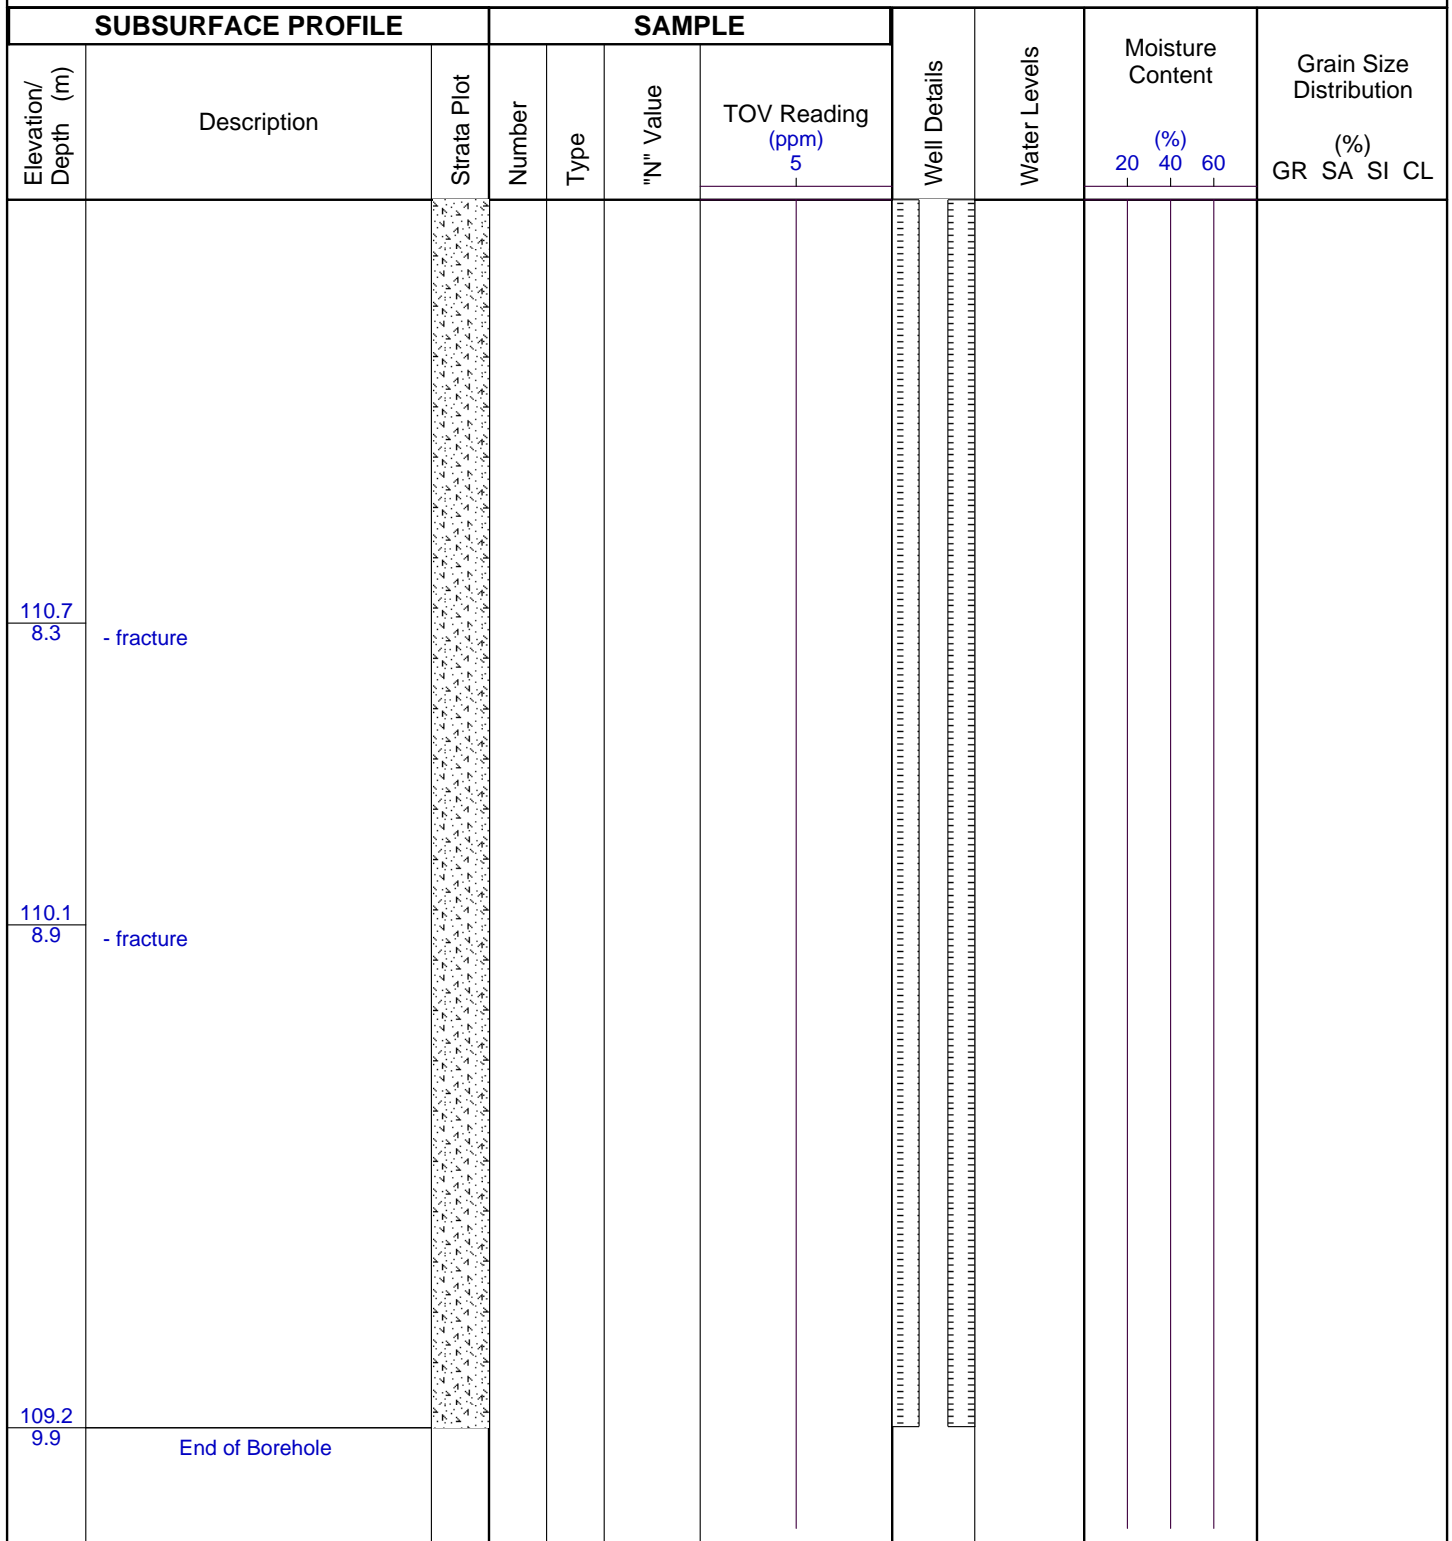 SUBSURFACE PROFILE
SAMPLE
Elevation/
Depth (m)
Description
Strata Plot
Number
Type
"N" Value
TOV Reading
(ppm)
5
Well Details
Water Levels
Moisture
Content
(%)
20 40 60
Grain Size
Distribution
(%)
GR SA SI CL
110.7
8.3
- fracture
110.1
8.9
- fracture
109.2
9.9
End of Borehole